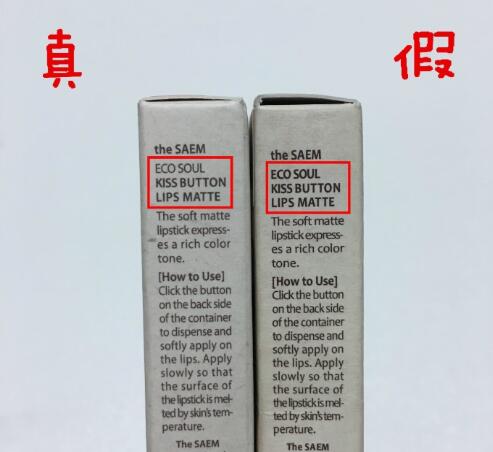 真
假
the SAEM
ECO SOUL
KISS BUTTON
LIPS MATTE
The soft matte
lipstick express-
es a rich color
tone.
[How to Use]
Click the button
on the back side
of the container
to dispense and
softly apply on
the lips. Apply
slowly so that
the surface of
the lipstick is mel-
ted by skin's tem-
perature.
The SAEM
the SAEM
ECO SOUL
KISS BUTTON
LIPS MATTE
The soft matte
lipstick express-
es a rich color
tone.
[How to Use]
Click the button
on the back side
of the container
to dispense and
softly apply on
the lips. Apply
slowly so that
the surface of
the lipstick is mel-
ted by skin's tem-
perature.
The SAEM